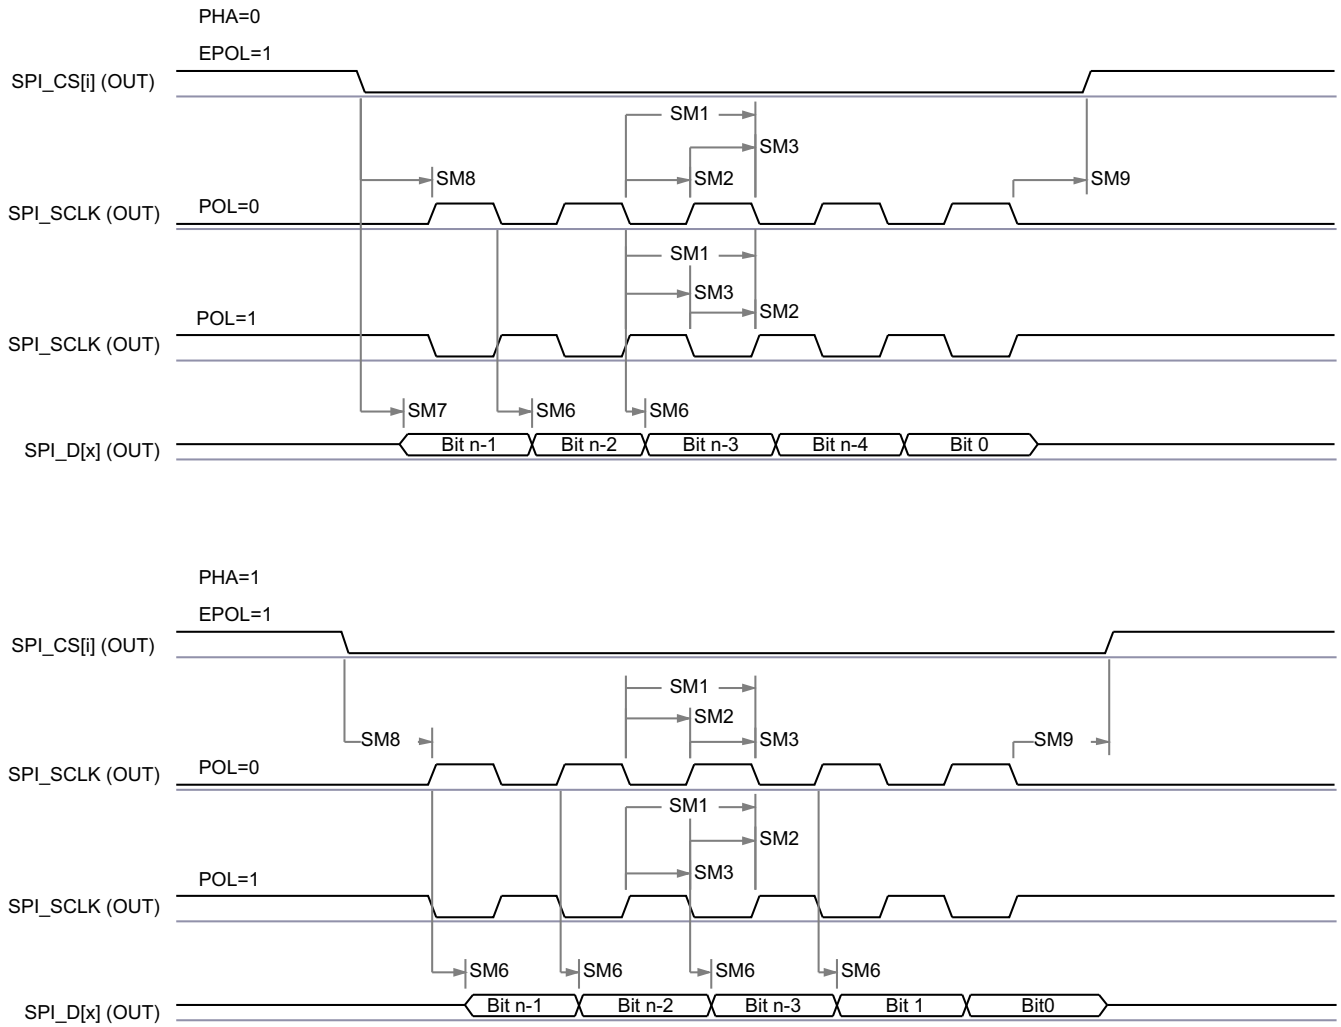 PHA=0
EPOL=1
SPI_CS[i] (OUT)
SM1
SM3
SM8
SM2
SM9
SPI_SCLK (OUT)
POL=0
SM1
SM3
SM2
POL=1
SPI_SCLK (OUT)
SM7
SM6
SM6
SPI_D[x] (OUT)
Bit n-1
Bit n-2
Bit n-3
Bit n-4
Bit 0
PHA=1
EPOL=1
SPI_CS[i] (OUT)
SM1
SM2
SM8
SM3
SM9
SPI_SCLK (OUT)
POL=0
SM1
SM2
SM3
POL=1
SPI_SCLK (OUT)
SM6
SM6
SM6
SM6
SPI_D[x] (OUT)
Bit n-1
Bit n-2
Bit n-3
Bit 1
Bit0